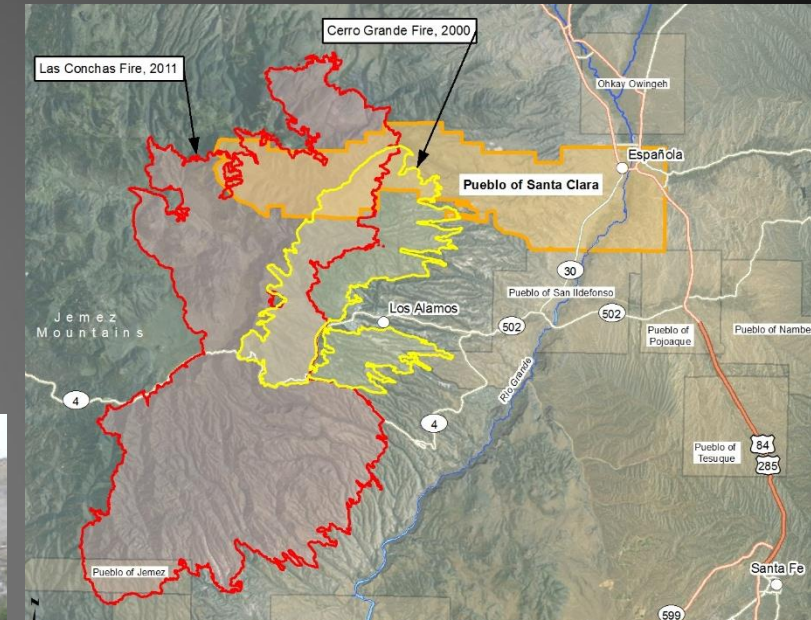 Cerro Grande Fire, 2000
Las Conchas Fire, 2011
Ohkay Owingeh
Española
Pueblo of Santa Clara
30
Pueblo of San Ildefonso
Jemez
Mountains
Los Alamos
502
502
Pueblo of
Pojoaque
Pueblo of Nambe
Rio Grande
4
4
Pueblo of
Tesuque
84
285
Pueblo of Jemez
Santa Fe
599